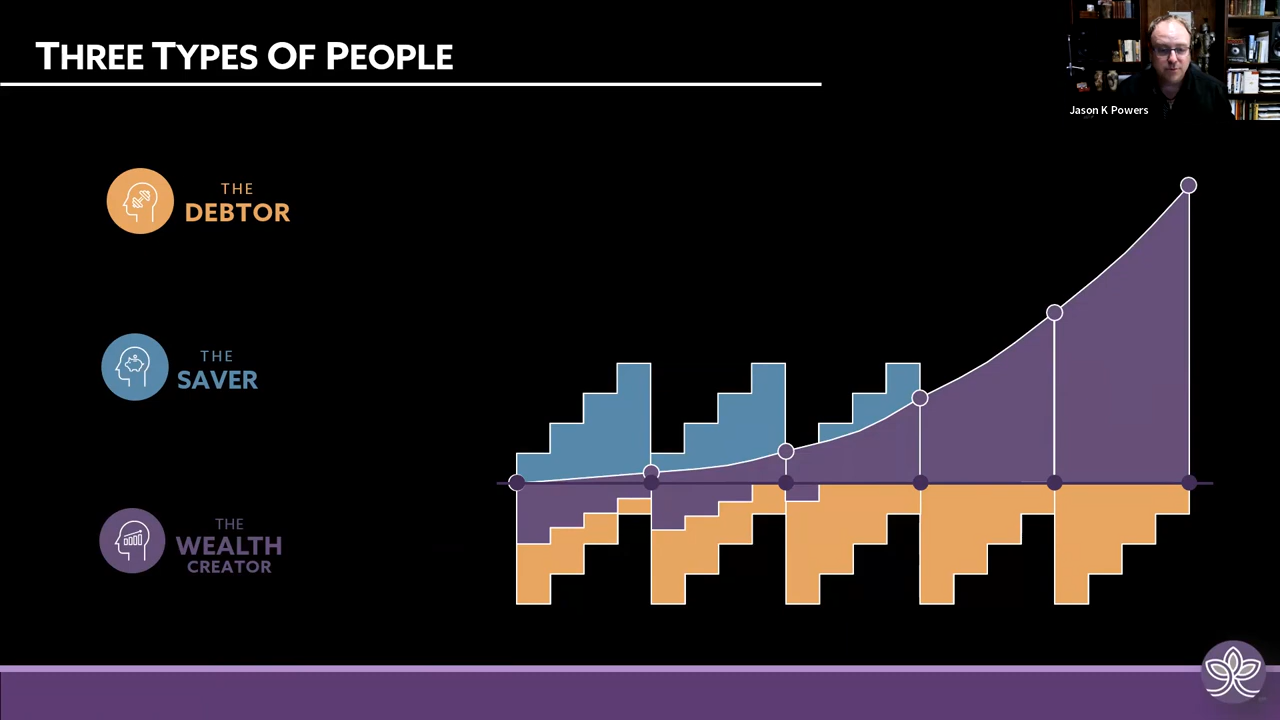 THREE TYPES OF PEOPLE
Jason K Powers
THE
DEBTOR
THE
SAVER
THE
WEALTH
CREATOR